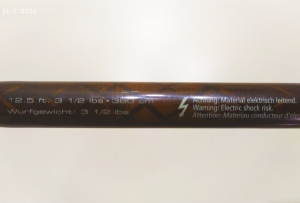 12.5 ft. 3 1/2 lbs • 380 cm
Wurfgewicht: 3 1/2 lbs
Achtung: Material elektrisch leitend.
Warning: Electric shock risk.
Attention: Materiau conducteur